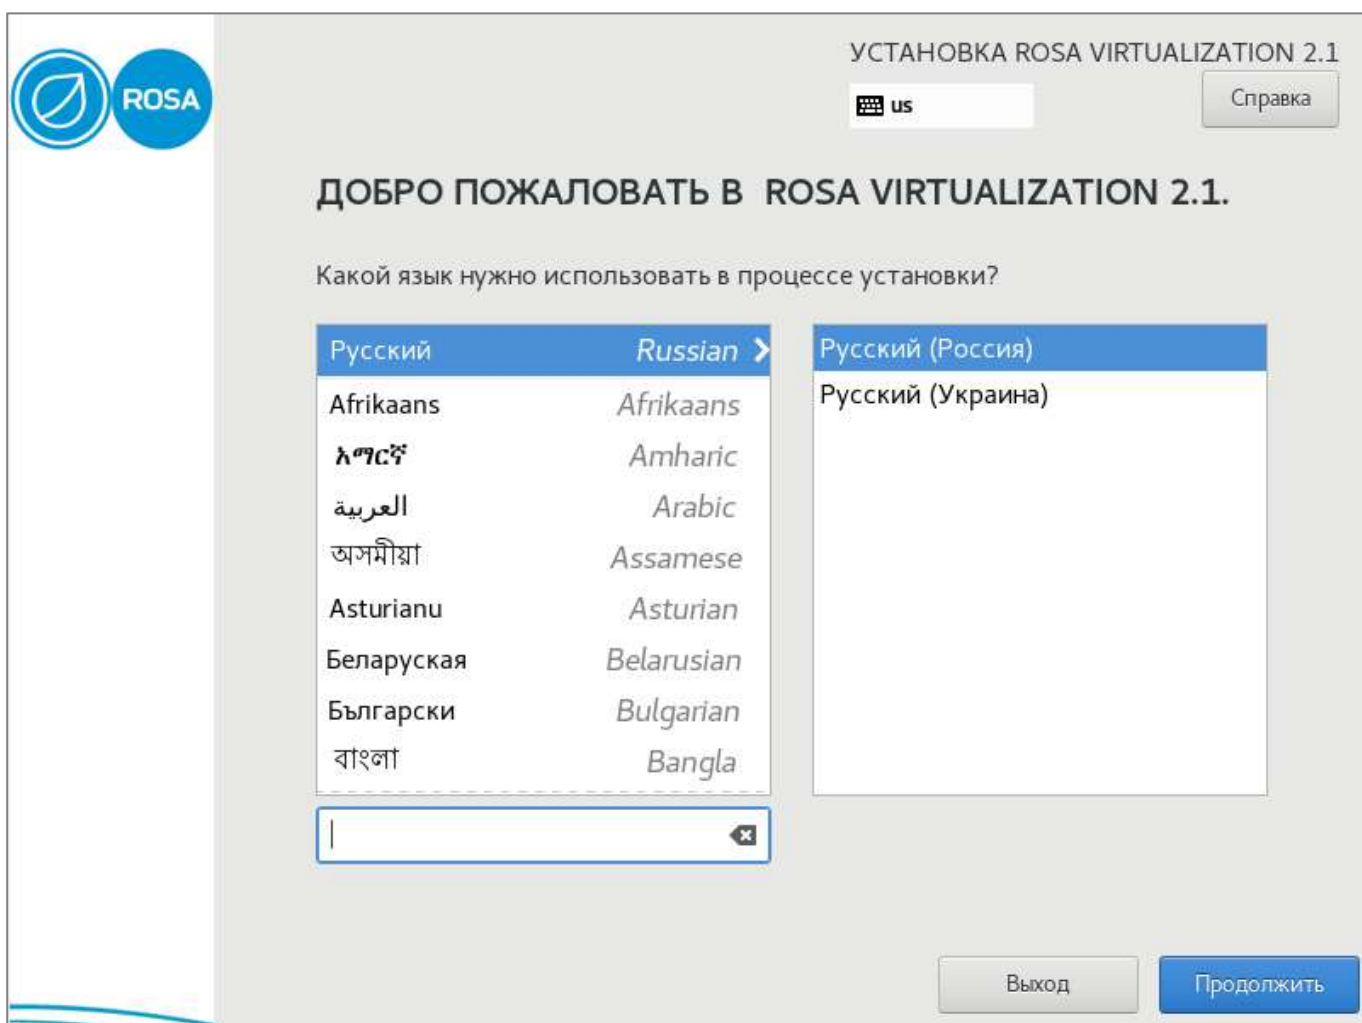 ROSA
УСТАНОВКА ROSA VIRTUALIZATION 2.1
us
Справка
ДОБРО ПОЖАЛОВАТЬ В ROSA VIRTUALIZATION 2.1.
Какой язык нужно использовать в процессе установки?
Русский Russian
Afrikaans Afrikaans
አማርኛ Amharic
العربية Arabic
অসমীয়া Assamese
Asturianu Asturian
Беларуская Belarusian
Български Bulgarian
বাংলা Bangla
Русский (Россия)
Русский (Украина)
Выход
Продолжить